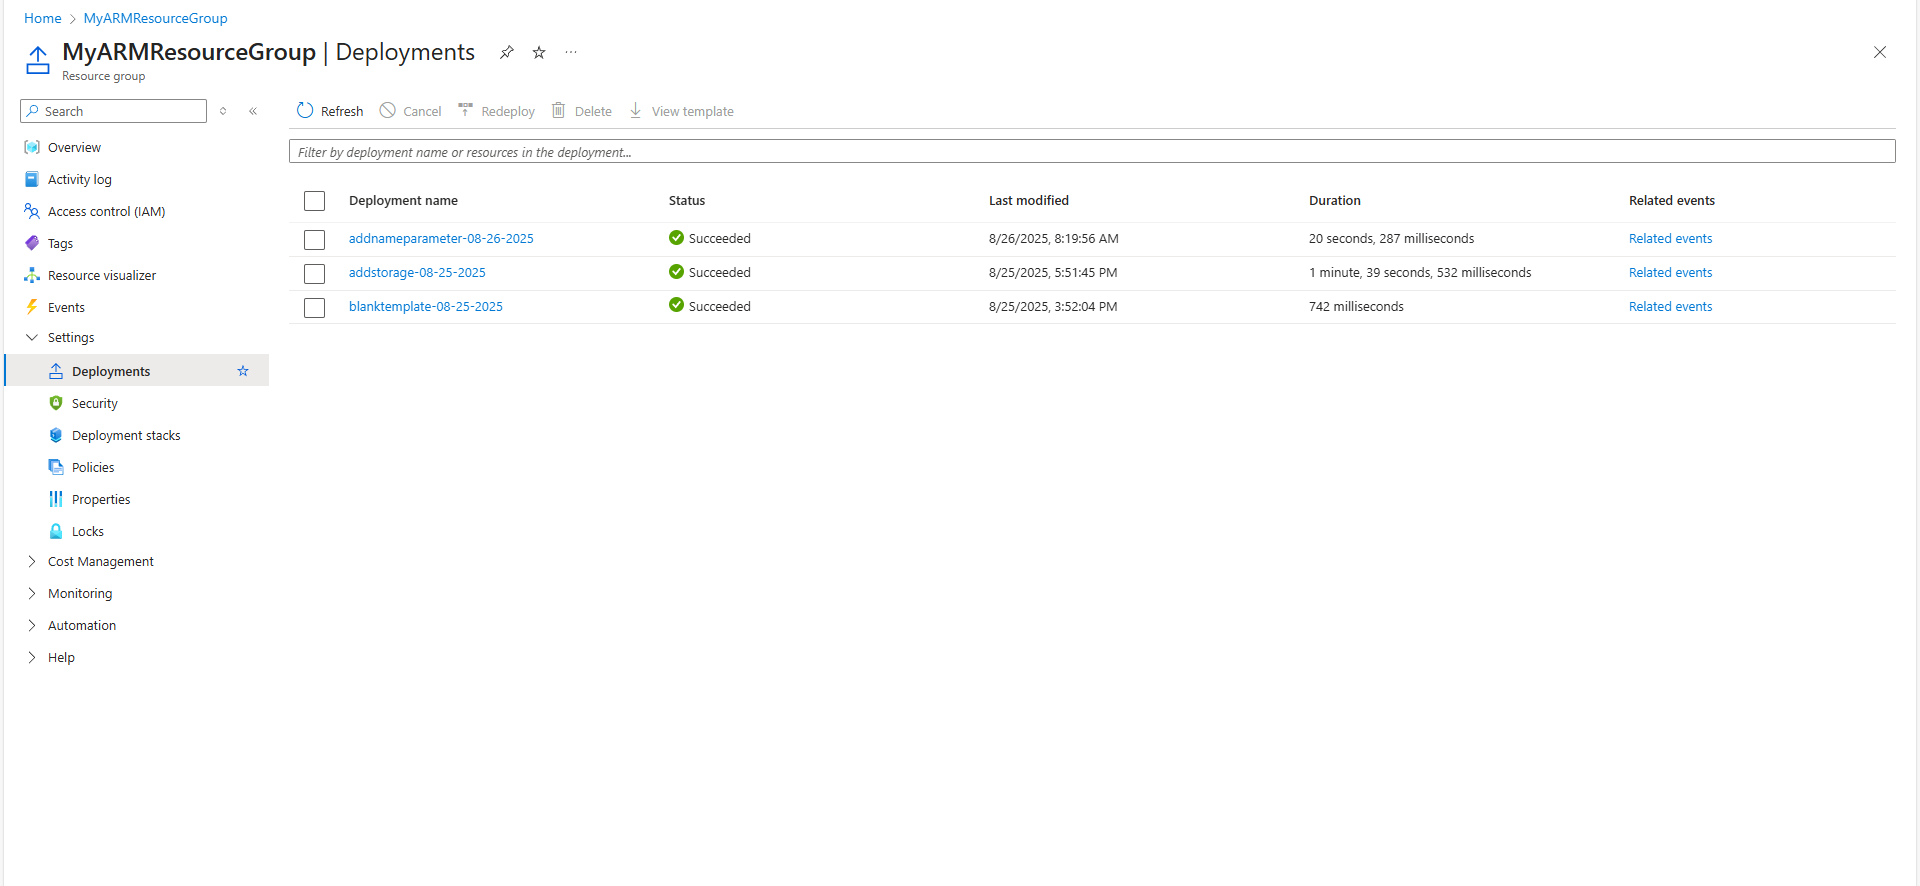 Home > MyARMResourceGroup
MyARMResourceGroup | Deployments ...
Resource group
Search
Refresh Cancel Redeploy Delete View template
Filter by deployment name or resources in the deployment...
Overview
Activity log
Access control (IAM)
Tags
Resource visualizer
Events
Settings
Deployments
Security
Deployment stacks
Policies
Properties
Locks
Cost Management
Monitoring
Automation
Help
Deployment name Status Last modified Duration Related events
addnameparameter-08-26-2025 Succeeded 8/26/2025, 8:19:56 AM 20 seconds, 287 milliseconds Related events
addstorage-08-25-2025 Succeeded 8/25/2025, 5:51:45 PM 1 minute, 39 seconds, 532 milliseconds Related events
blanktemplate-08-25-2025 Succeeded 8/25/2025, 3:52:04 PM 742 milliseconds Related events